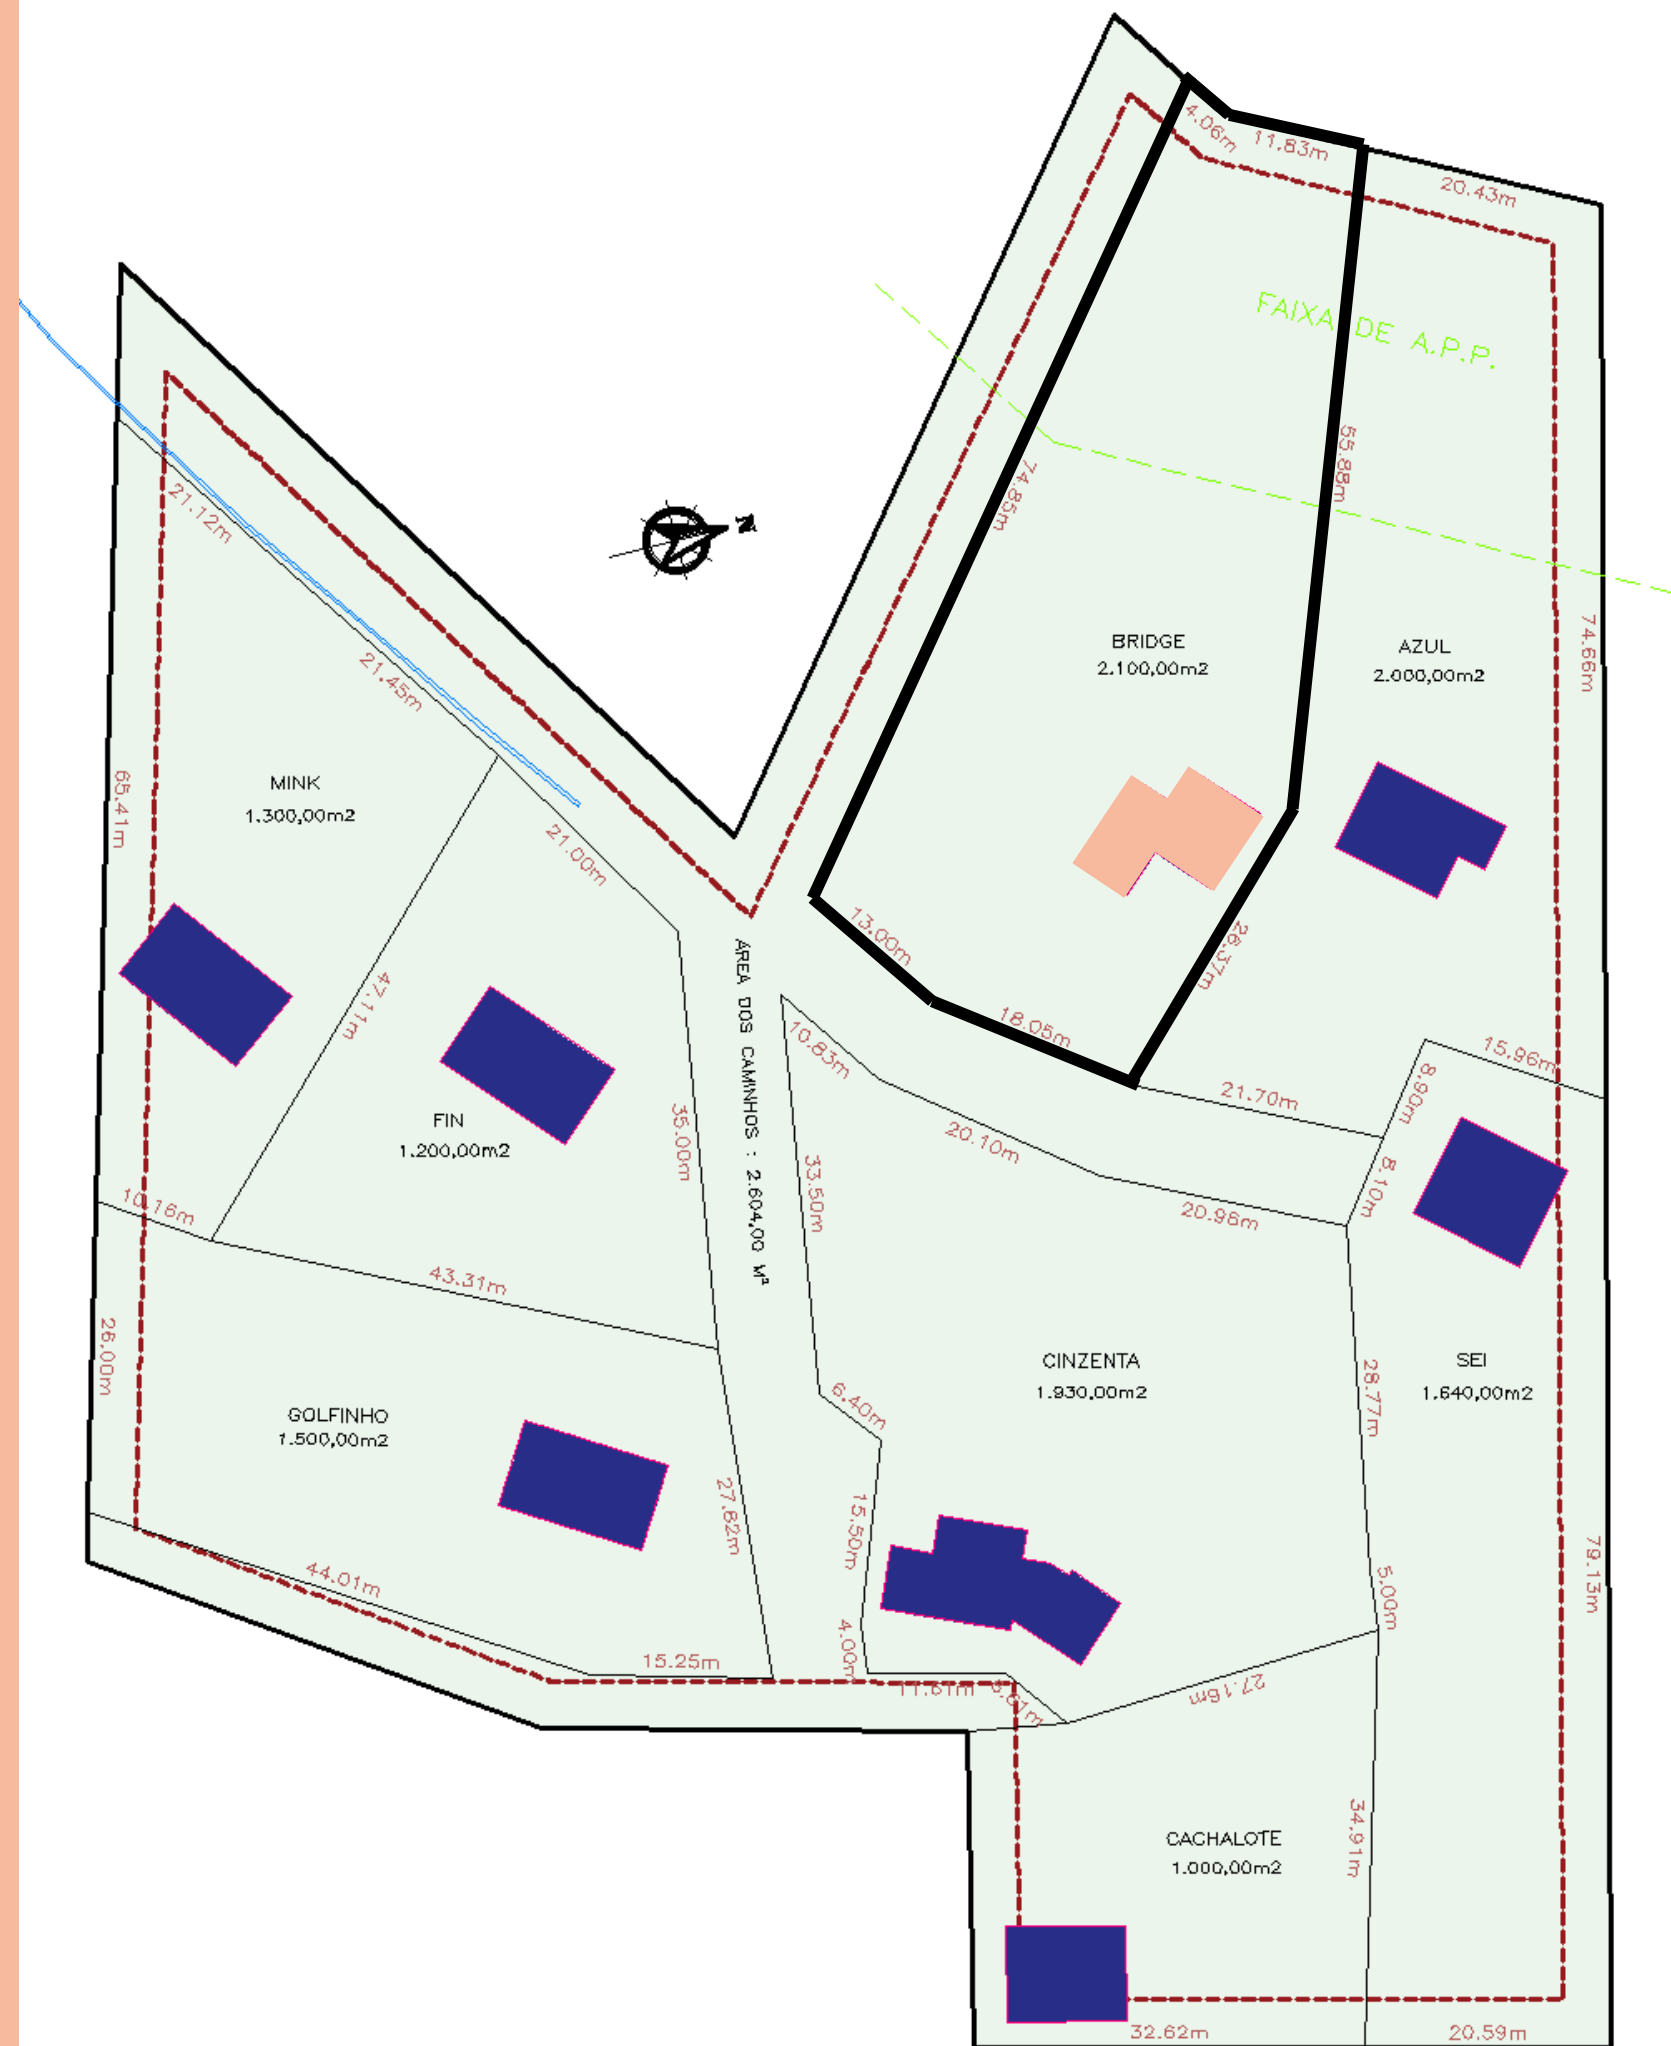 4.06m
11.83m
20.43m
FAIXA DE A.P.P.
55.88m
74.85m
21.12m
N
BRIDGE
2.100,00m2
AZUL
2.000,00m2
74.66m
21.45m
MINK
1.300,00m2
65.41m
21.00m
13.00m
26.37m
AREA DOS CAMINHOS : 2.604,00 M²
47.11m
18.05m
10.83m
15.96m
8.90m
21.70m
FIN
1.200,00m2
35.00m
20.10m
33.50m
8.10m
10.16m
20.96m
43.31m
26.00m
CINZENTA
1.930,00m2
SEI
1.640,00m2
28.77m
6.40m
GOLFINHO
1.500,00m2
27.82m
15.50m
79.13m
44.01m
5.00m
4.00m
15.25m
11.61m
27.16m
CACHALOTE
1.000,00m2
34.91m
32.62m
20.59m